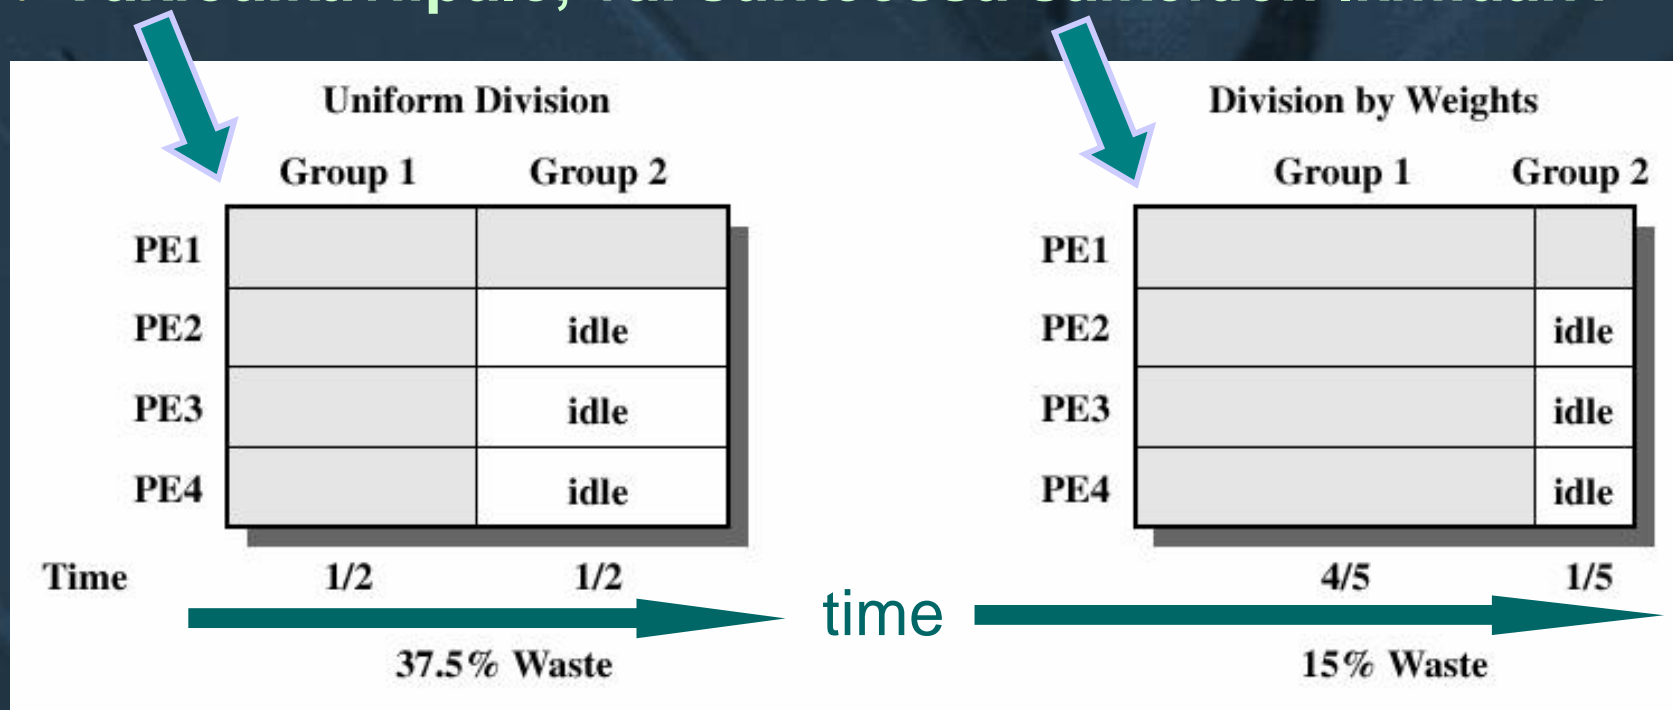 Uniform Division
Group 1 Group 2
PE1
PE2 idle
PE3 idle
PE4 idle
Time 1/2 1/2
37.5% Waste
time
Division by Weights
Group 1 Group 2
PE1
PE2 idle
PE3 idle
PE4 idle
4/5 1/5
15% Waste